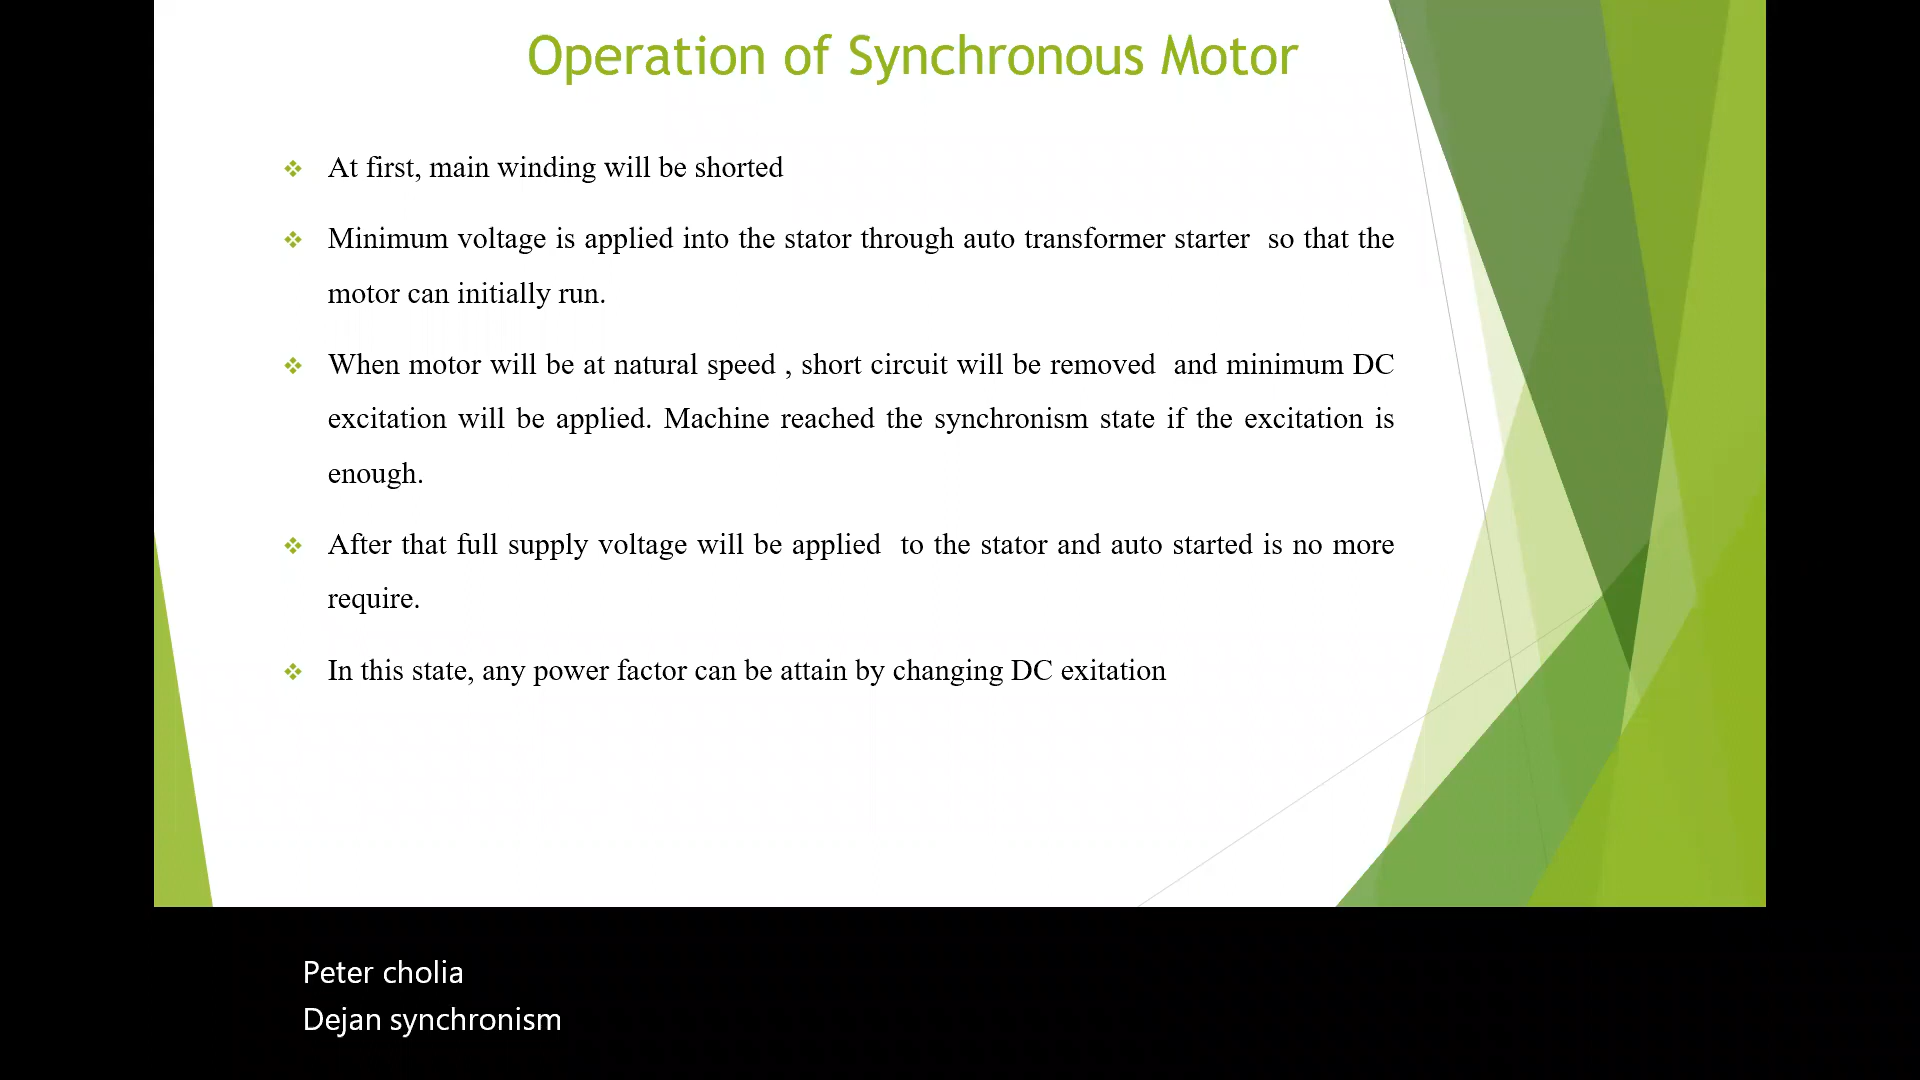 Operation of Synchronous Motor
At first, main winding will be shorted
Minimum voltage is applied into the stator through auto transformer starter so that the
motor can initially run.
When motor will be at natural speed , short circuit will be removed and minimum DC
excitation will be applied. Machine reached the synchronism state if the excitation is
enough.
After that full supply voltage will be applied to the stator and auto started is no more
require.
In this state, any power factor can be attain by changing DC exitation
Peter cholia
Dejan synchronism